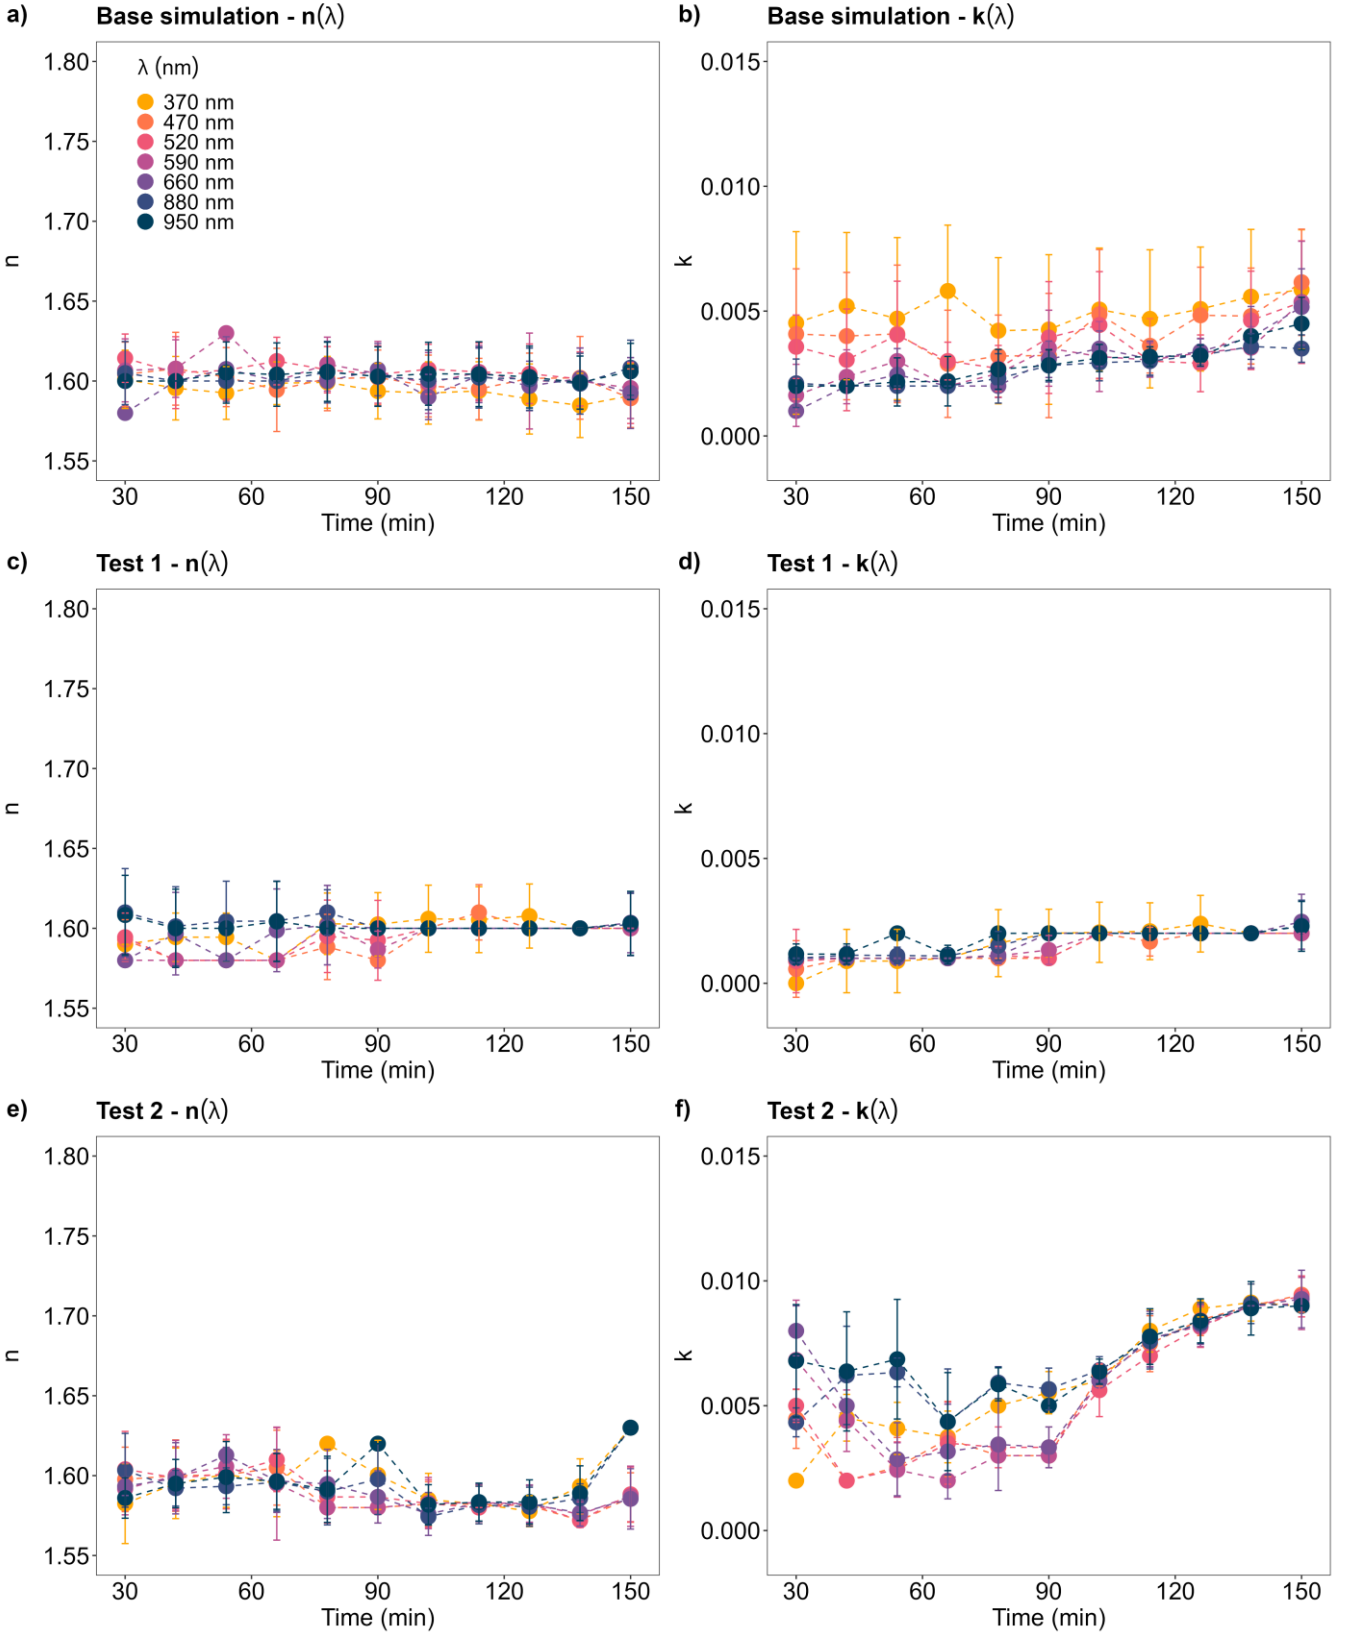 a) Base simulation - n(λ)
1.80
1.75
1.70
1.65
1.60
1.55
n
λ (nm)
370 nm
470 nm
520 nm
590 nm
660 nm
880 nm
950 nm
30 60 90 120 150
Time (min)
b) Base simulation - k(λ)
0.015
0.010
0.005
0.000
k
30 60 90 120 150
Time (min)
c) Test 1 - n(λ)
1.80
1.75
1.70
1.65
1.60
1.55
n
30 60 90 120 150
Time (min)
d) Test 1 - k(λ)
0.015
0.010
0.005
0.000
k
30 60 90 120 150
Time (min)
e) Test 2 - n(λ)
1.80
1.75
1.70
1.65
1.60
1.55
n
30 60 90 120 150
Time (min)
f) Test 2 - k(λ)
0.015
0.010
0.005
0.000
k
30 60 90 120 150
Time (min)